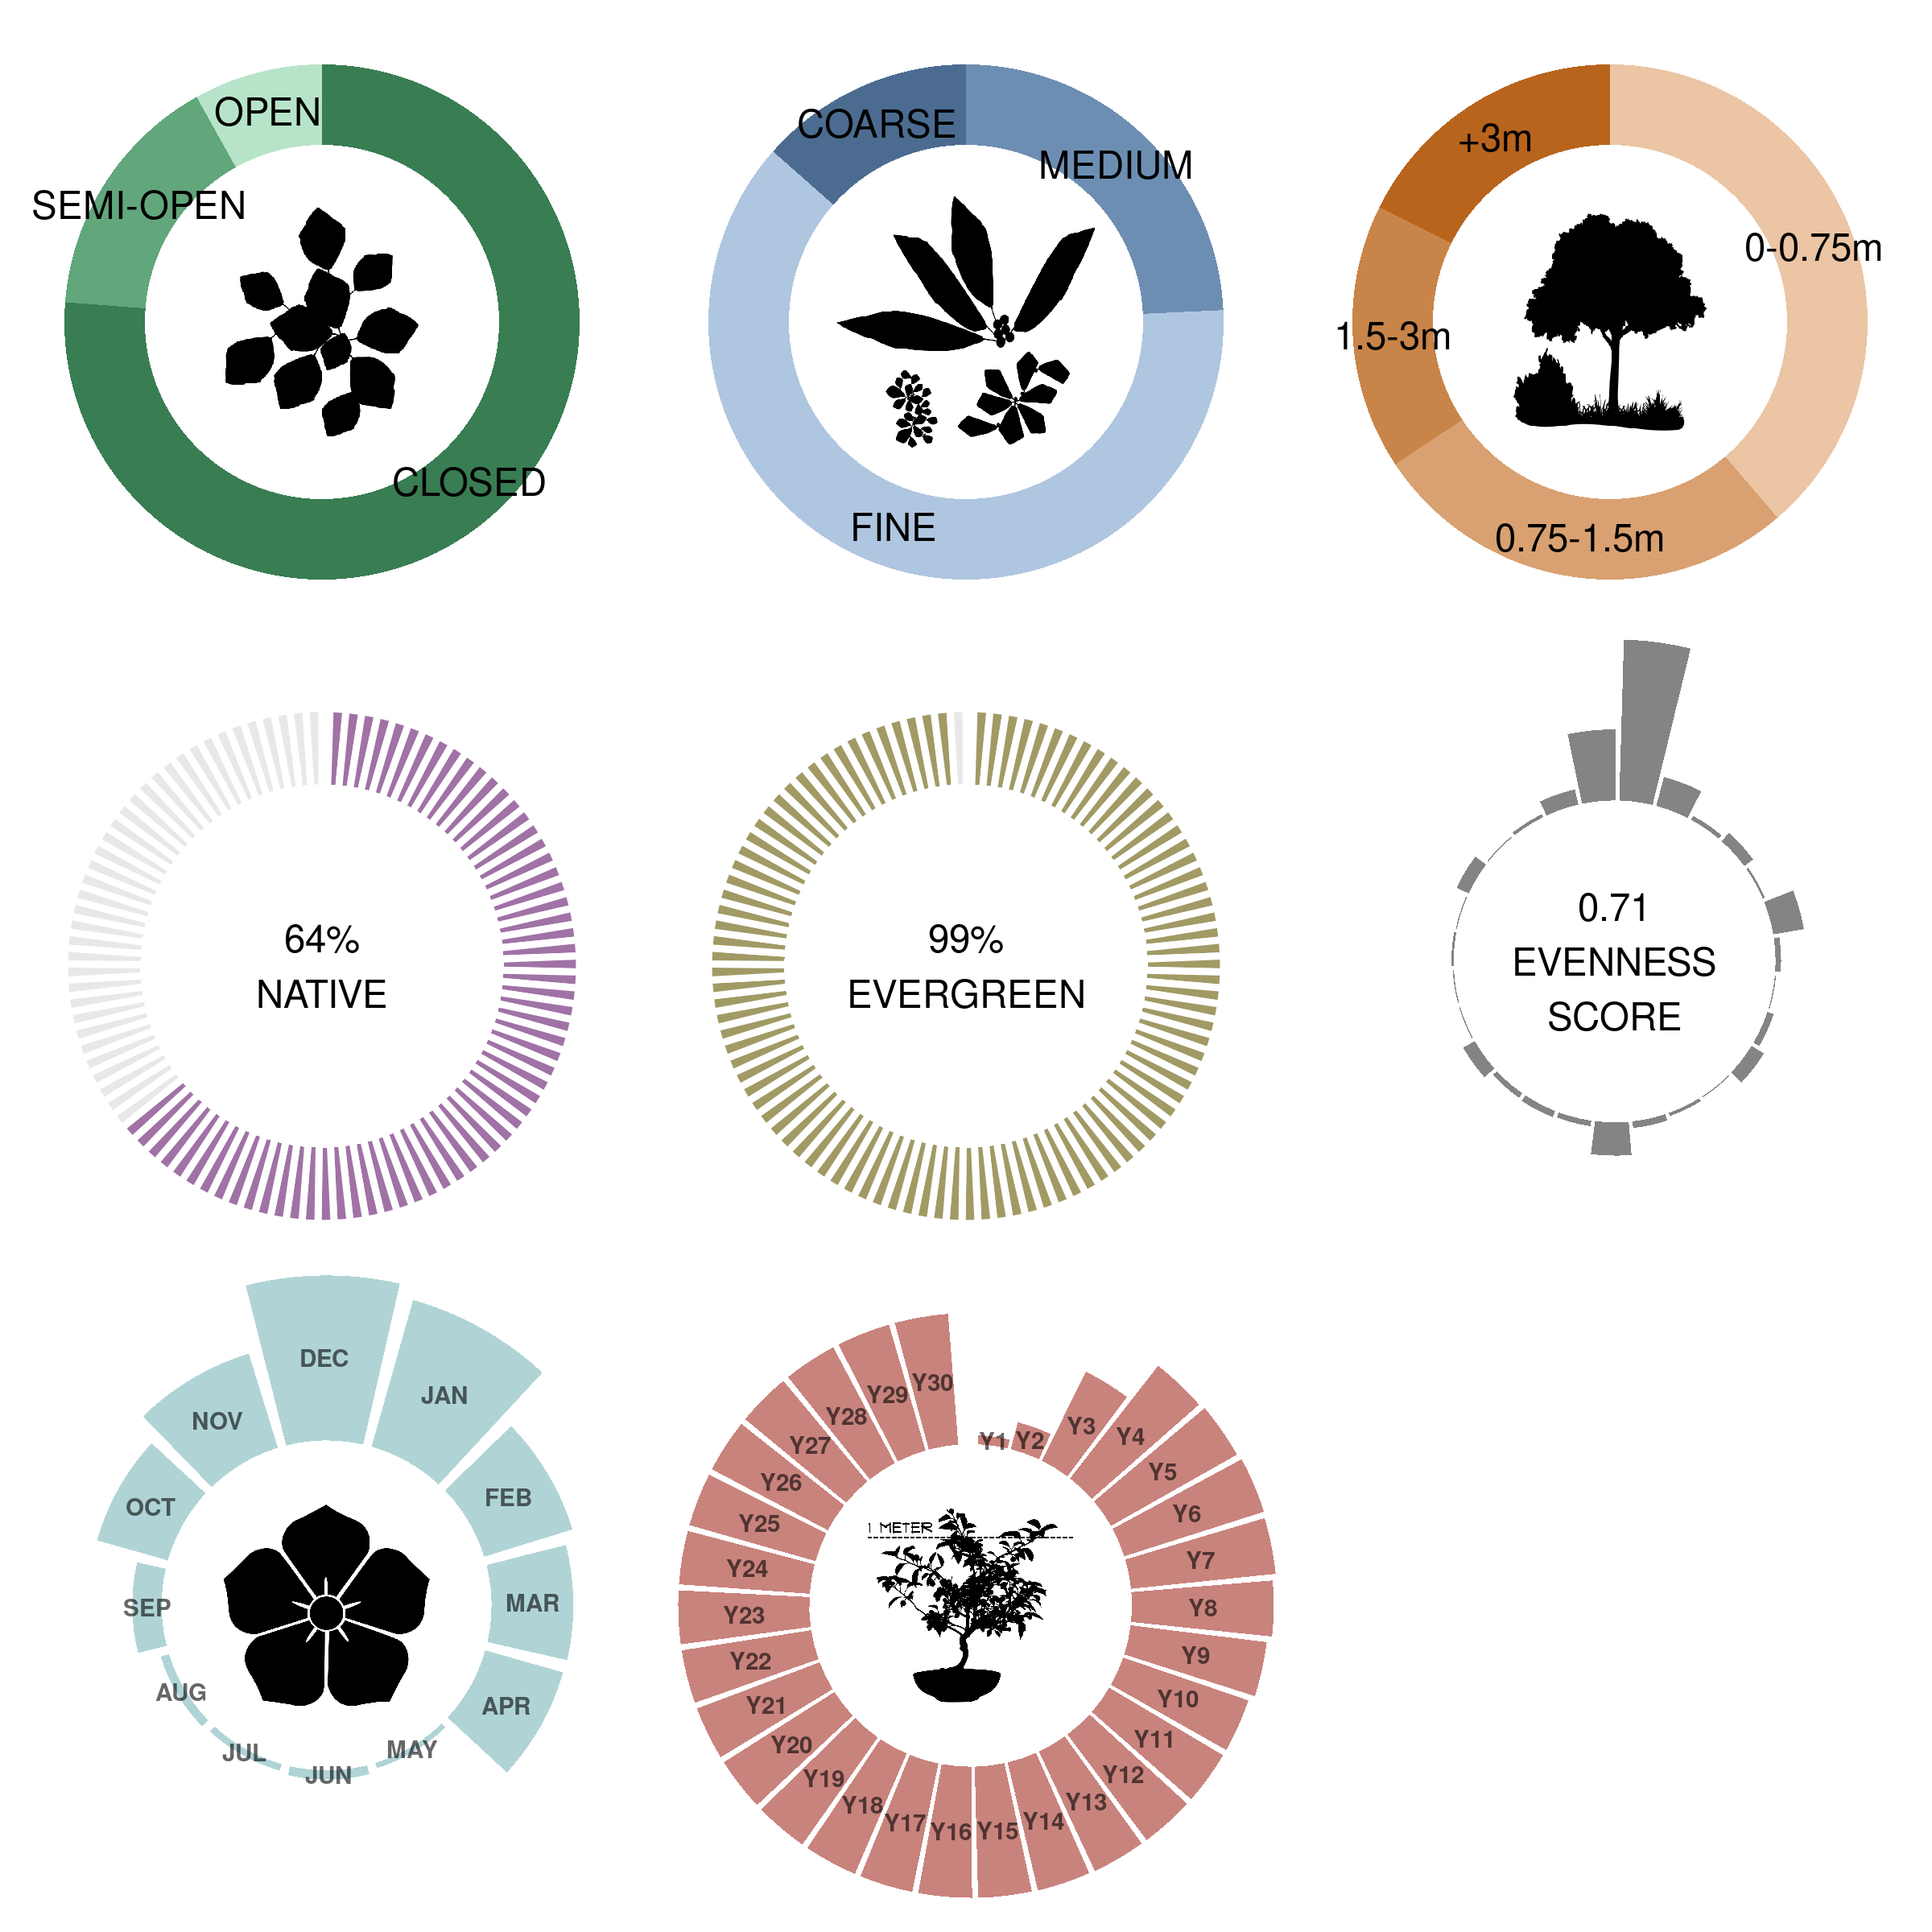 OPEN
SEMI-OPEN
CLOSED
COARSE
MEDIUM
FINE
+3m
0-0.75m
1.5-3m
0.75-1.5m
64%
NATIVE
99%
EVERGREEN
0.71
EVENNESS
SCORE
DEC
JAN
FEB
MAR
APR
MAY
JUN
JUL
AUG
SEP
OCT
NOV
1 METER
Y1
Y2
Y3
Y4
Y5
Y6
Y7
Y8
Y9
Y10
Y11
Y12
Y13
Y14
Y15
Y16
Y17
Y18
Y19
Y20
Y21
Y22
Y23
Y24
Y25
Y26
Y27
Y28
Y29
Y30